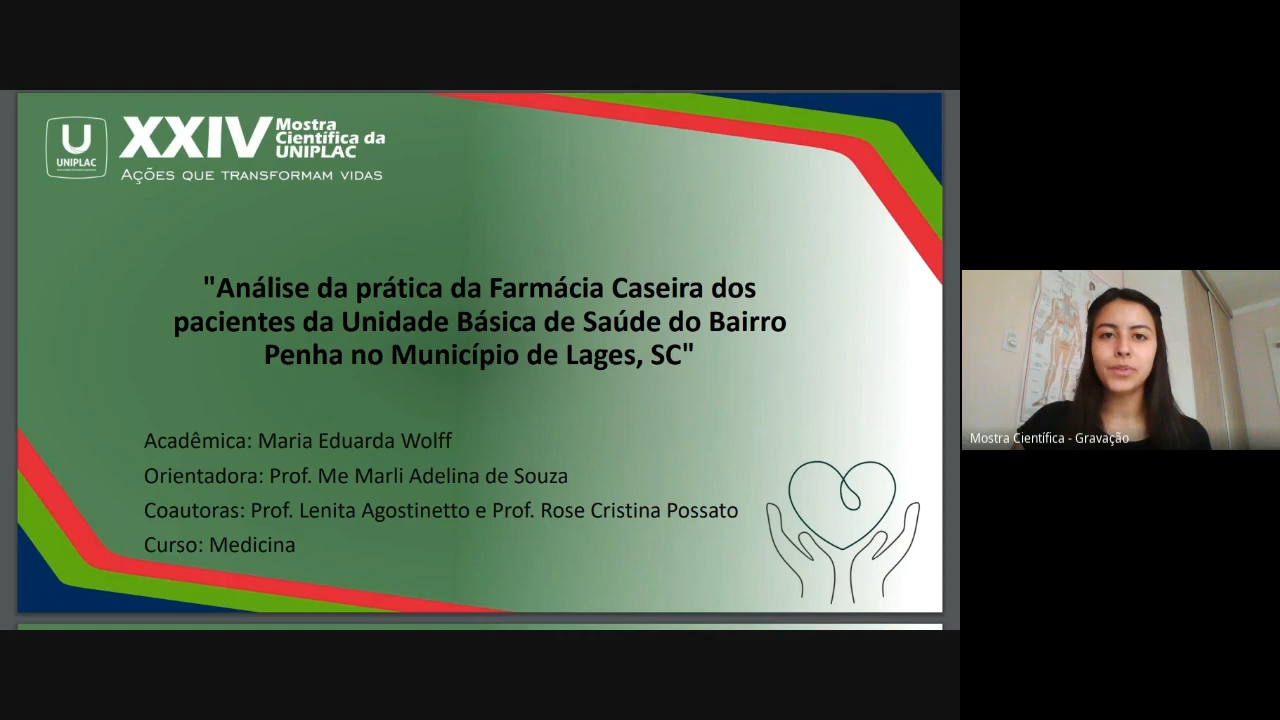 U
UNIPLAC
XXIV
Mostra
Científica da
UNIPLAC
AÇÕES QUE TRANSFORMAM VIDAS
"Análise da prática da Farmácia Caseira dos
pacientes da Unidade Básica de Saúde do Bairro
Penha no Município de Lages, SC"
Acadêmica: Maria Eduarda Wolff
Orientadora: Prof. Me Marli Adelina de Souza
Coautoras: Prof. Lenita Agostinetto e Prof. Rose Cristina Possato
Curso: Medicina
Mostra Científica - Gravação